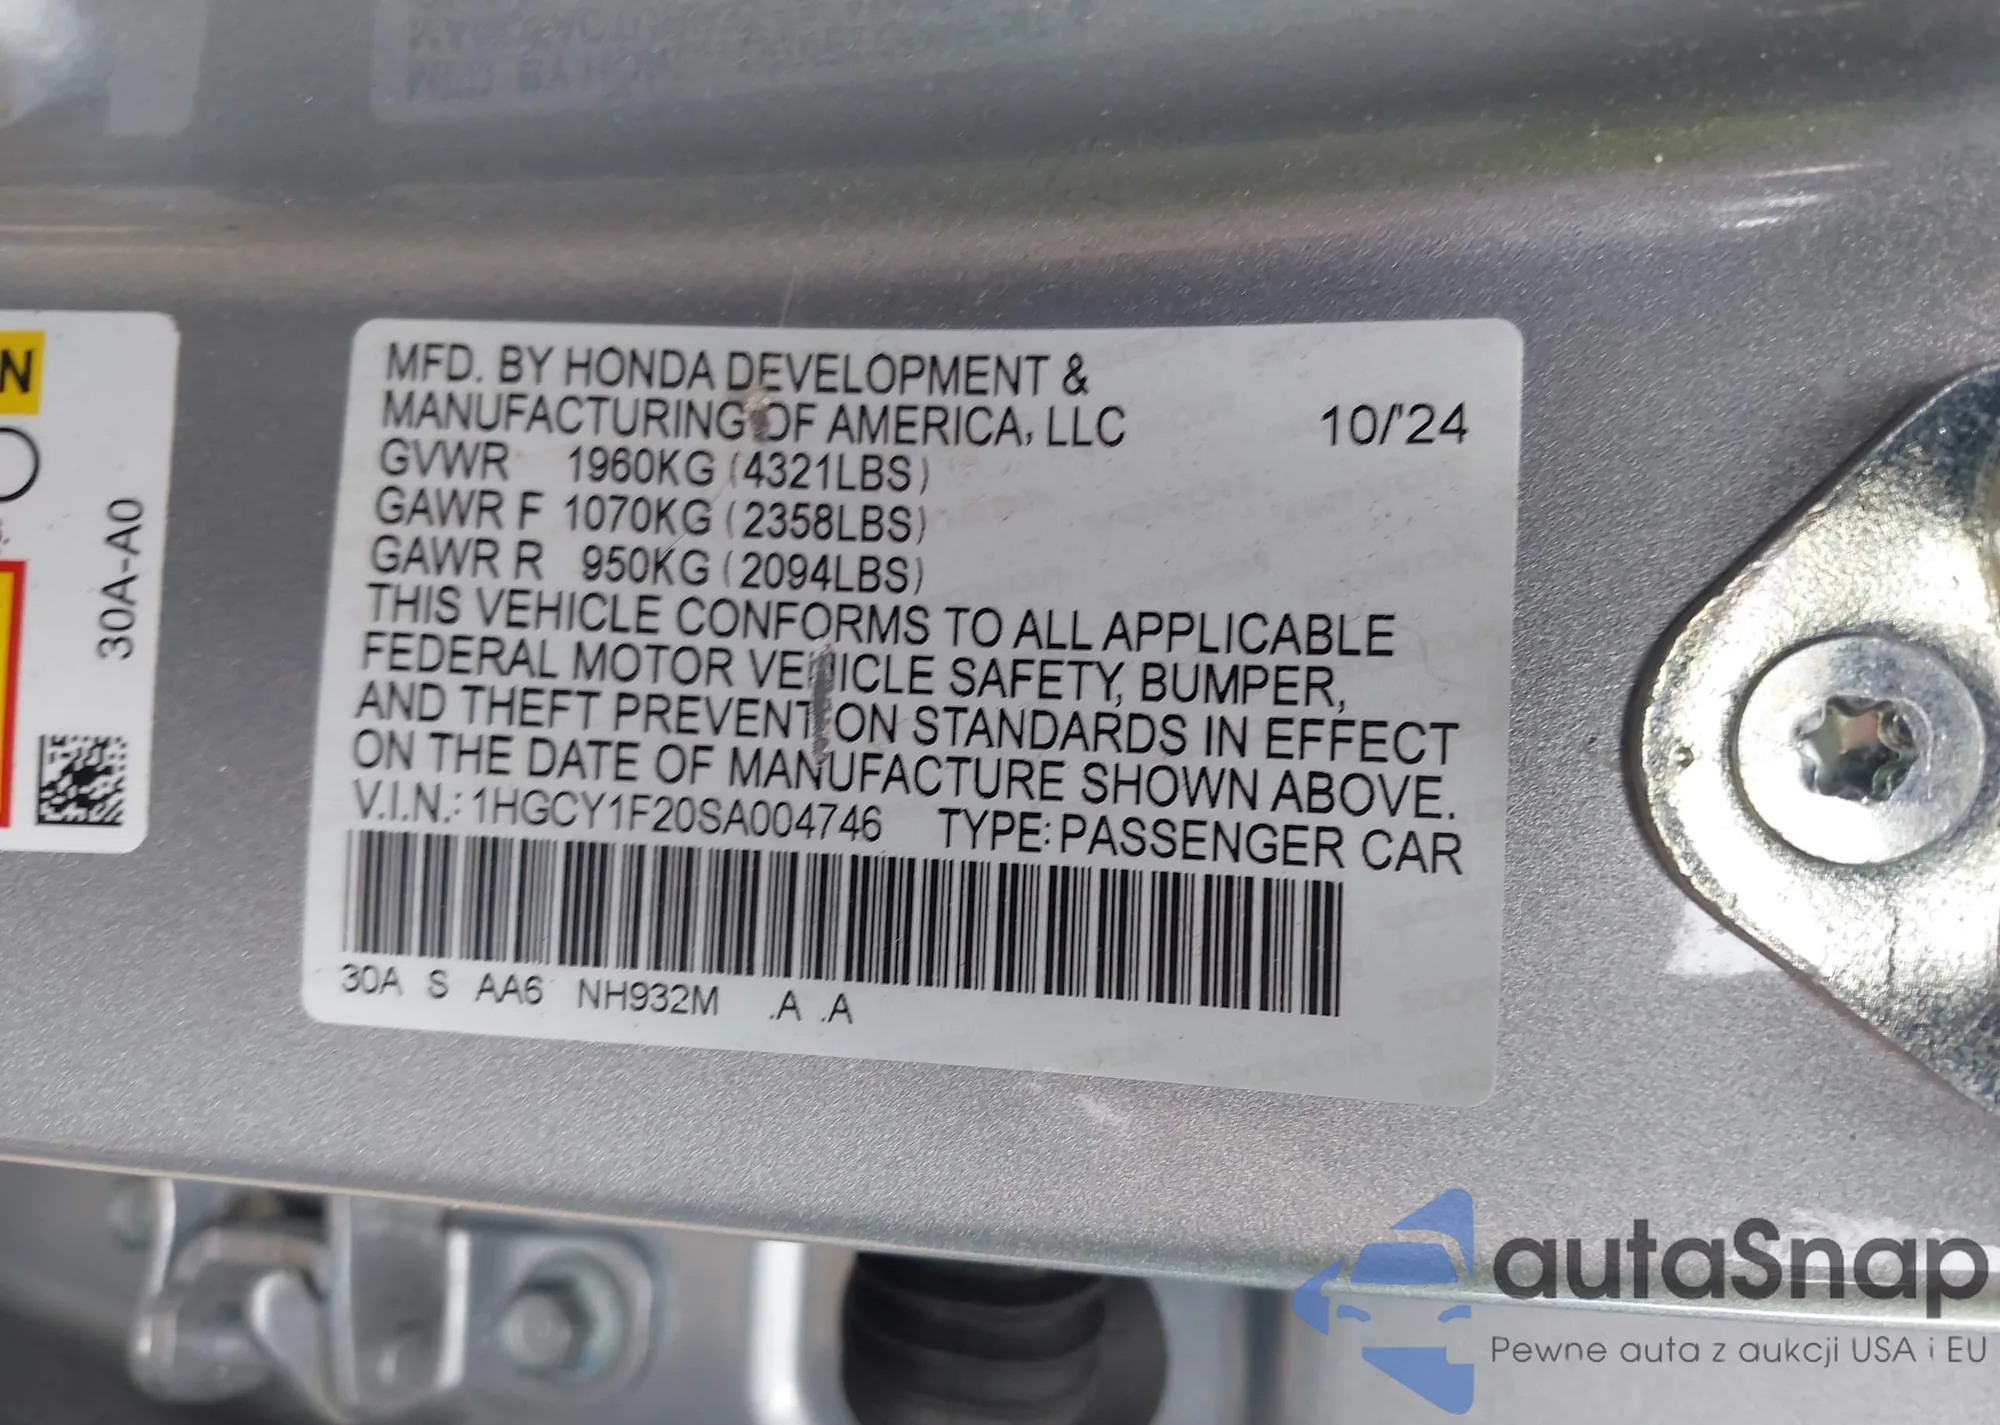 MFD. BY HONDA DEVELOPMENT &
MANUFACTURING OF AMERICA, LLC 10/'24
GVWR 1960KG (4321LBS)
GAWR F 1070KG (2358LBS)
GAWR R 950KG (2094LBS)
THIS VEHICLE CONFORMS TO ALL APPLICABLE
FEDERAL MOTOR VEHICLE SAFETY, BUMPER,
AND THEFT PREVENTION STANDARDS IN EFFECT
ON THE DATE OF MANUFACTURE SHOWN ABOVE.
V.I.N.: 1HGCY1F20SA004746 TYPE: PASSENGER CAR
30A S AA6 NH932M .A .A
30A-A0
autaSnap
Pewne auta z aukcji USA i EU